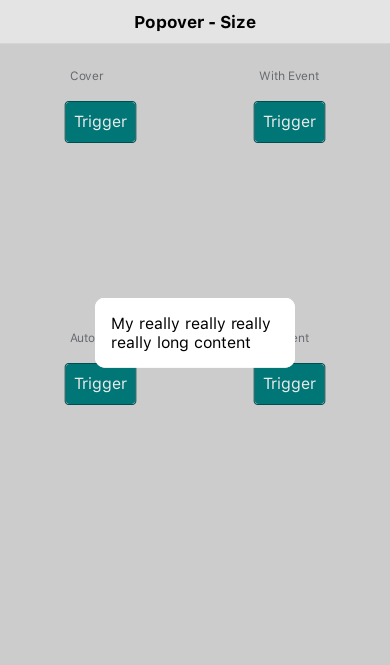 Popover - Size
Cover
With Event
Trigger
Trigger
My really really really
really long content
Auto
ent
Trigger
Trigger